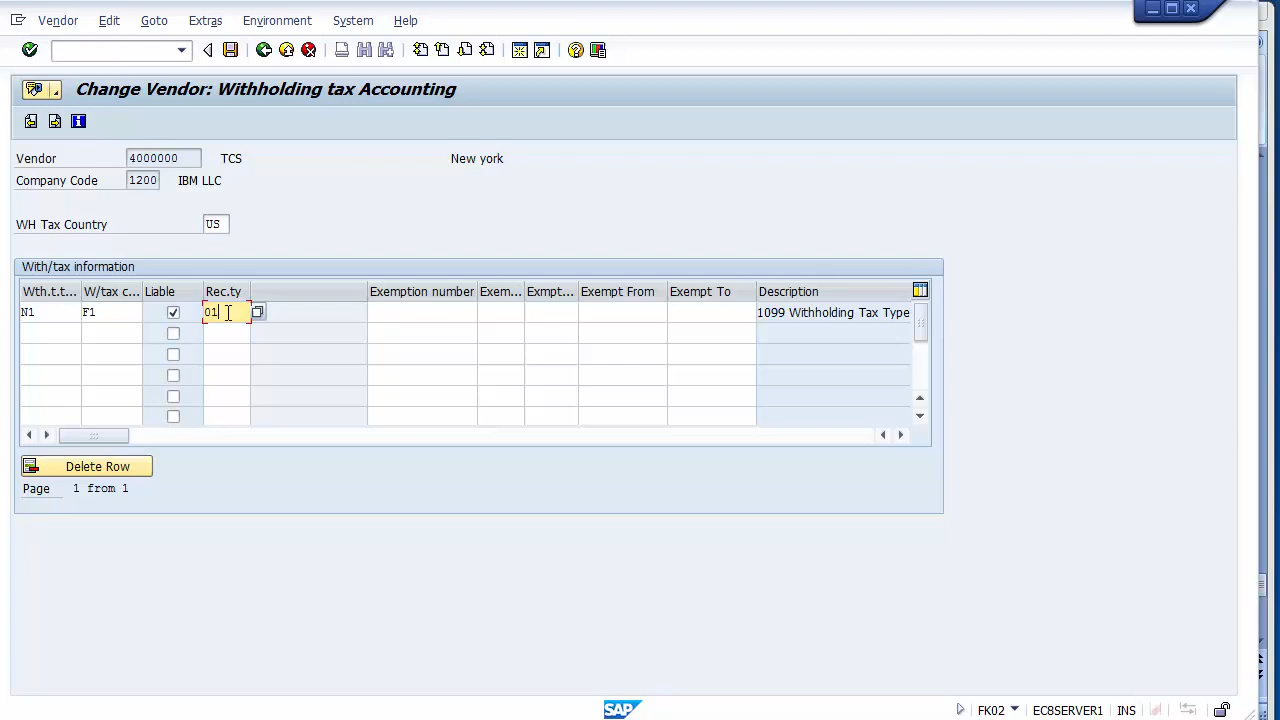 Vendor Edit Goto Extras Environment System Help
Change Vendor: Withholding tax Accounting
Vendor 4000000 TCS New york
Company Code 1200 IBM LLC
WH Tax Country US
With/tax information
Wth.t.t... W/tax c... Liable Rec.ty Exemption number Exem... Exmpt... Exempt From Exempt To Description
N1 F1 01 1099 Withholding Tax Type
Delete Row
Page 1 from 1
SAP FK02 EC8SERVER1 INS